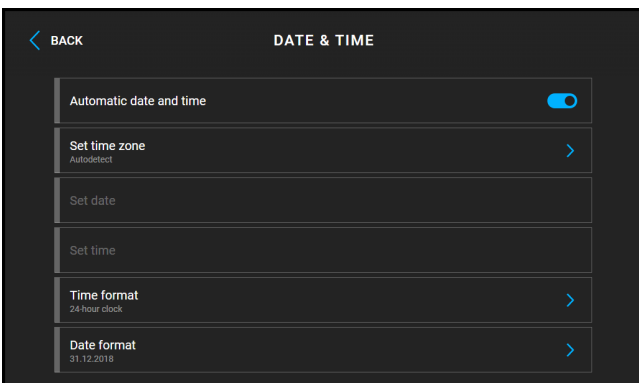 BACK
DATE & TIME
Automatic date and time
Set time zone
Autodetect
Set date
Set time
Time format
24-hour clock
Date format
31.12.2018